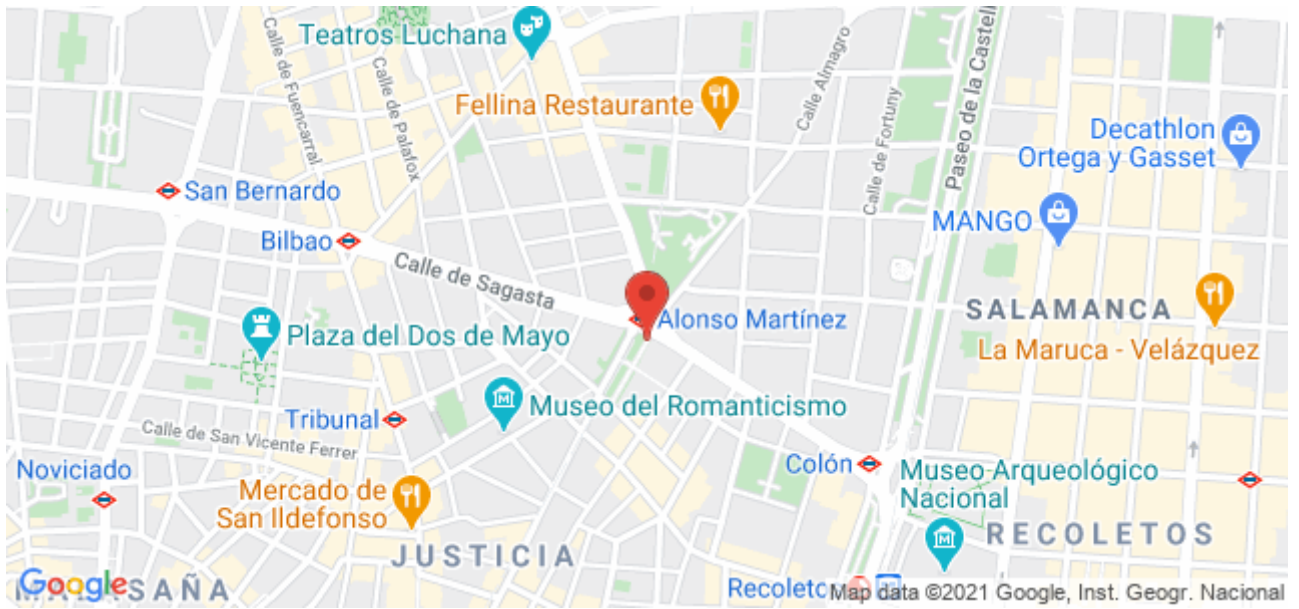 Teatros Luchana
Calle de Fuencarral
Calle de Palafox
Fellina Restaurante
Calle Almagro
Calle de Fortuny
Paseo de la Castell
Decathlon
Ortega y Gasset
San Bernardo
MANGO
Bilbao
Calle de Sagasta
SALAMANCA
Alonso Martínez
Plaza del Dos de Mayo
La Maruca - Velázquez
Museo del Romanticismo
Tribunal
Calle de San Vicente Ferrer
Noviciado
Colón
Museo Arqueológico
Nacional
Mercado de
San Ildefonso
RECOLETOS
JUSTICIA
Google
SAÑA
Recoleto
Map data ©2021 Google, Inst. Geogr. Nacional